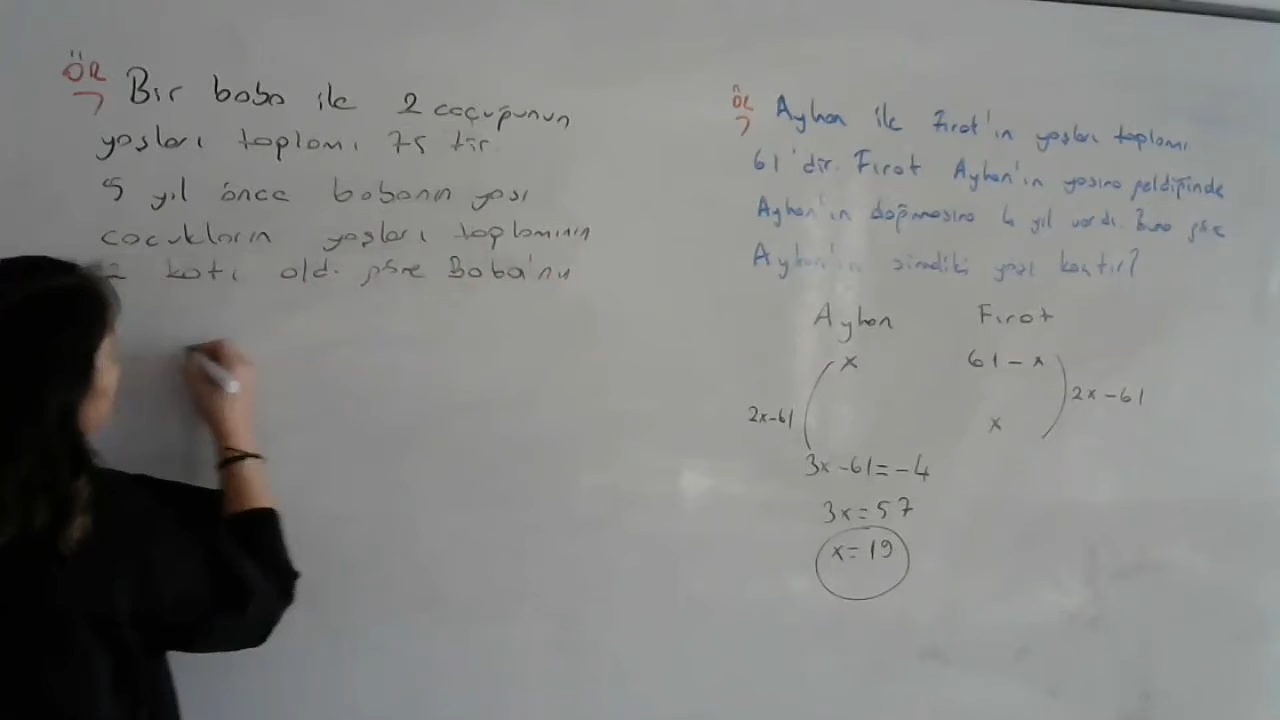 ÖR
Bir baba ile 2 çocuğunun
yaşları toplamı 75 tir
5 yıl önce babanın yaşı
çocukların yaşları toplamının
2 katı old. göre Baba'nın
ÖR
Ayhan ile Fırat'ın yaşları toplamı
61'dir. Fırat Ayhan'ın yaşına geldiğinde
Ayhan'ın doğmasına 4 yıl vardı. Buna göre
Ayhan'ın şimdiki yaşı kaçtır?
Ayhan Fırat
x 61-x
2x-61 x 2x-61
3x-61=-4
3x=57
x=19